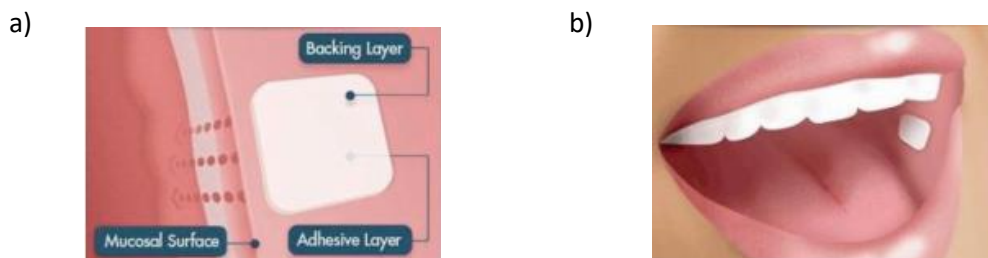 a)
b)
Backing Layer
Mucosal Surface
Adhesive Layer